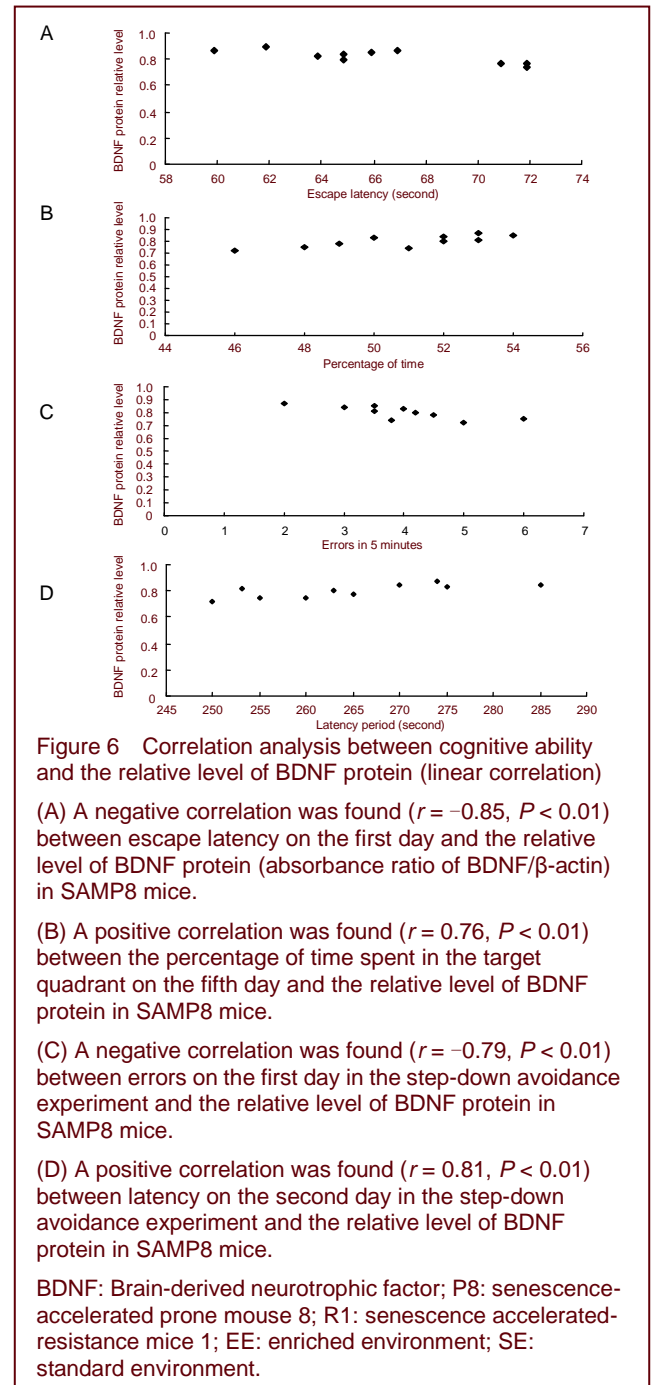 A
BDNF protein relative level
1.0
0.8
0.6
0.4
0.2
0
58 60 62 64 66 68 70 72 74
Escape latency (second)
B
BDNF protein relative level
1.0
0.9
0.8
0.7
0.6
0.5
0.4
0.3
0.2
0.1
0
44 46 48 50 52 54 56
Percentage of time
C
BDNF protein relative level
1.0
0.9
0.8
0.7
0.6
0.5
0.4
0.3
0.2
0.1
0
0 1 2 3 4 5 6 7
Errors in 5 minutes
D
BDNF protein relative level
1.0
0.8
0.6
0.4
0.2
0
245 250 255 260 265 270 275 280 285 290
Latency period (second)
Figure 6 Correlation analysis between cognitive ability
and the relative level of BDNF protein (linear correlation)
(A) A negative correlation was found (r = −0.85, P < 0.01)
between escape latency on the first day and the relative
level of BDNF protein (absorbance ratio of BDNF/β-actin)
in SAMP8 mice.
(B) A positive correlation was found (r = 0.76, P < 0.01)
between the percentage of time spent in the target
quadrant on the fifth day and the relative level of BDNF
protein in SAMP8 mice.
(C) A negative correlation was found (r = −0.79, P < 0.01)
between errors on the first day in the step-down avoidance
experiment and the relative level of BDNF protein in
SAMP8 mice.
(D) A positive correlation was found (r = 0.81, P < 0.01)
between latency on the second day in the step-down
avoidance experiment and the relative level of BDNF
protein in SAMP8 mice.
BDNF: Brain-derived neurotrophic factor; P8: senescence-
accelerated prone mouse 8; R1: senescence accelerated-
resistance mice 1; EE: enriched environment; SE:
standard environment.